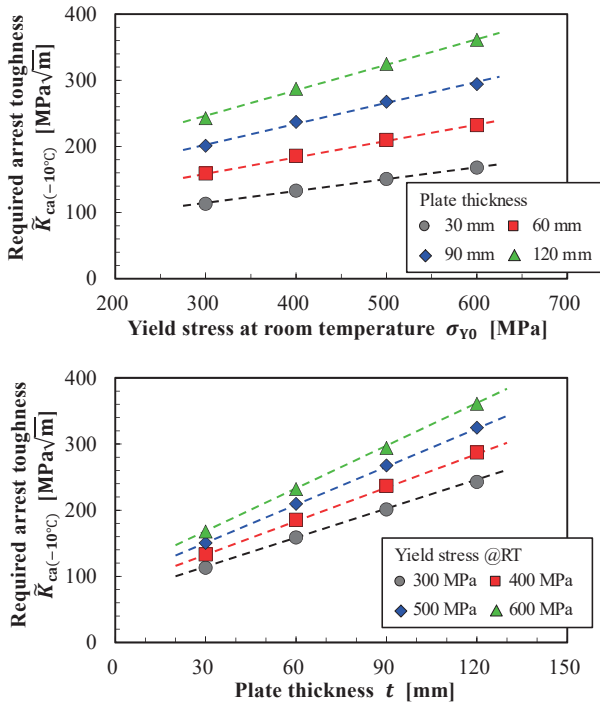 400
300
200
100
0
Required arrest toughness
K̃ca(−10℃) [MPa√m]
Plate thickness
30 mm 60 mm
90 mm 120 mm
200 300 400 500 600 700
Yield stress at room temperature σY0 [MPa]
400
300
200
100
0
Required arrest toughness
K̃ca(−10℃) [MPa√m]
Yield stress @RT
300 MPa 400 MPa
500 MPa 600 MPa
0 30 60 90 120 150
Plate thickness t [mm]